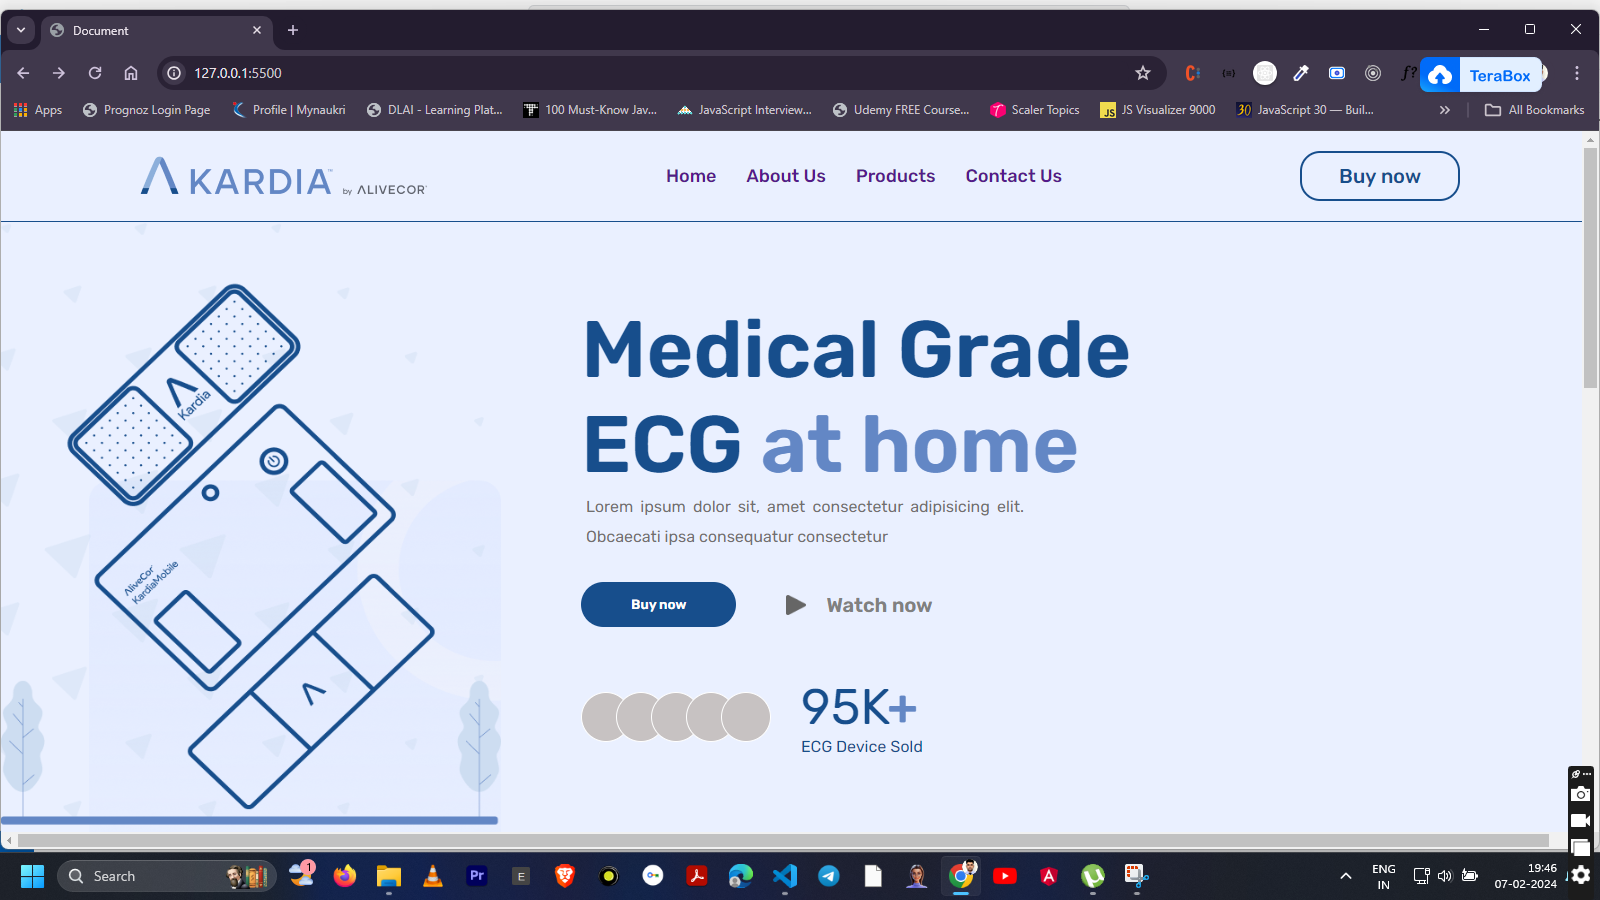 Document
127.0.0.1:5500
TeraBox
Apps
Prognoz Login Page
Profile | Mynaukri
DLAI - Learning Plat...
100 Must-Know Jav...
JavaScript Interview...
Udemy FREE Course...
Scaler Topics
JS Visualizer 9000
JavaScript 30 — Buil...
All Bookmarks
KARDIA™ by ALIVECOR
Home
About Us
Products
Contact Us
Buy now
Kardia
AliveCor
KardiaMobile
Medical Grade
ECG at home
Lorem ipsum dolor sit, amet consectetur adipisicing elit.
Obcaecati ipsa consequatur consectetur
Buy now
Watch now
95K+
ECG Device Sold
Search
1
Pr
E
ENG
IN
19:46
07-02-2024